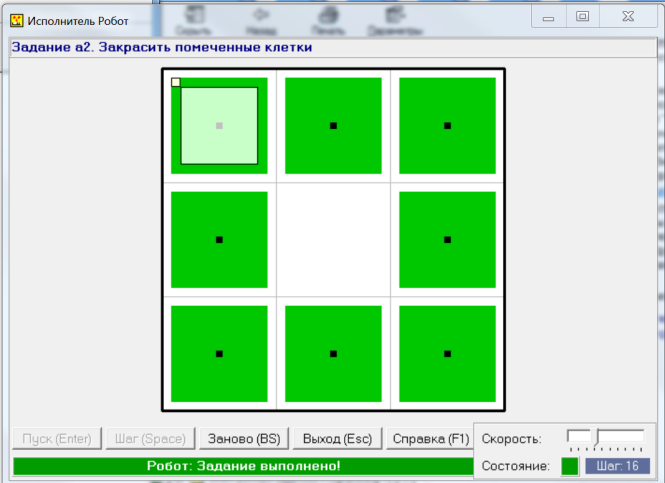 Исполнитель Робот
Скрыть Назад Печать Параметры
Задание a2. Закрасить помеченные клетки
Пуск (Enter) Шаг (Space) Заново (BS) Выход (Esc) Справка (F1) Скорость:
Робот: Задание выполнено! Состояние: Шаг: 16